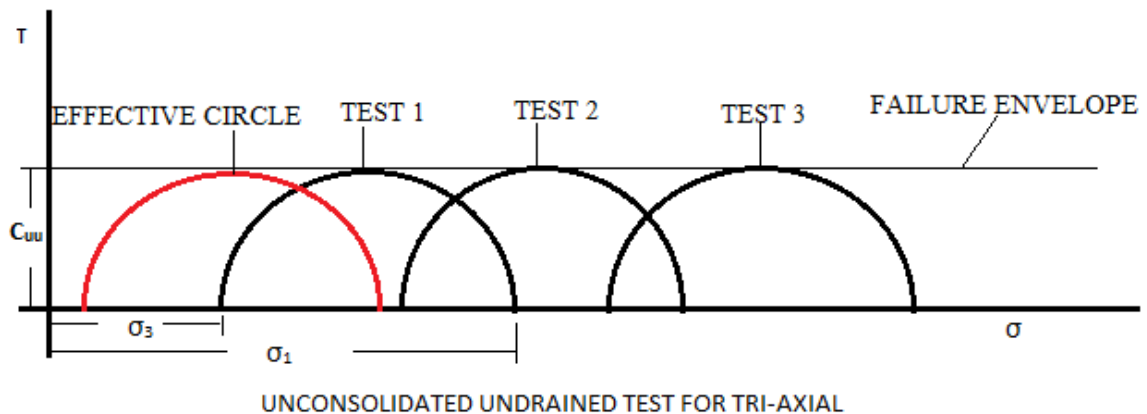 T
EFFECTIVE CIRCLE
TEST 1
TEST 2
TEST 3
FAILURE ENVELOPE
Cuu
σ3
σ1
σ
UNCONSOLIDATED UNDRAINED TEST FOR TRI-AXIAL